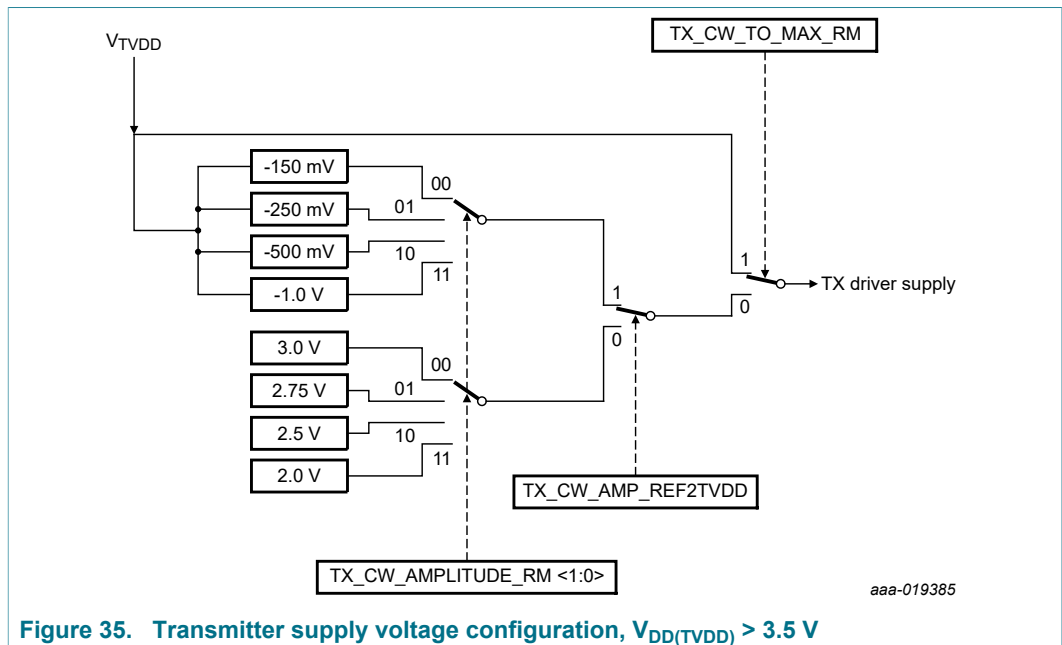 TX_CW_TO_MAX_RM
VTVDD
-150 mV
00
-250 mV
01
-500 mV
10
-1.0 V
11
1
TX driver supply
0
1
0
3.0 V
00
2.75 V
01
2.5 V
10
2.0 V
11
TX_CW_AMP_REF2TVDD
TX_CW_AMPLITUDE_RM <1:0>
aaa-019385
Figure 35. Transmitter supply voltage configuration, VDD(TVDD) > 3.5 V